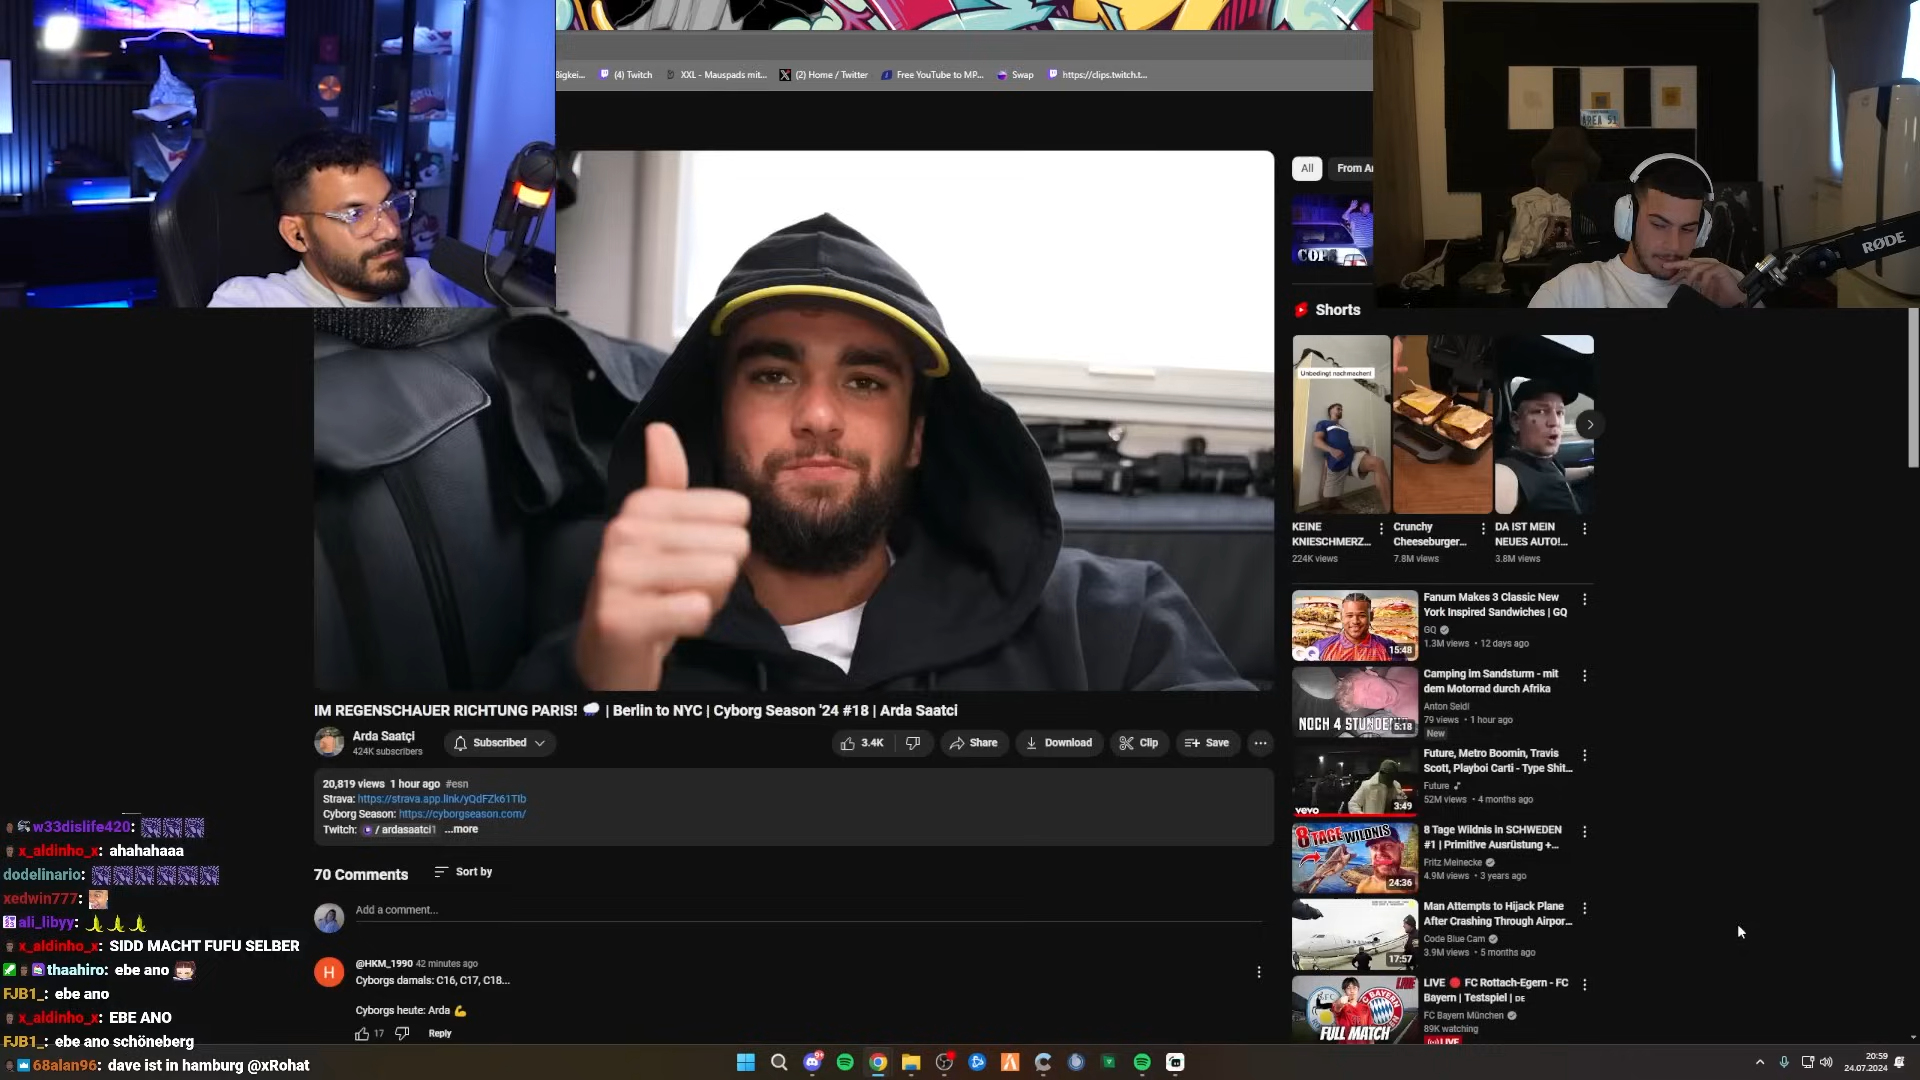 (4) Twitch
XXL - Mauspads mit...
(2) Home / Twitter
Free YouTube to MP...
Swap
https://clips.twitch.t...
AREA 51
RØDE
All
COPS
Shorts
Unbedingt nachmachen!
KEINE
KNIESCHMERZ...
224K views
Crunchy
Cheeseburger...
7.8M views
DA IST MEIN
NEUES AUTO!...
3.8M views
Fanum Makes 3 Classic New
York Inspired Sandwiches | GQ
GQ
1.3M views • 12 days ago
15:48
Camping im Sandsturm - mit
dem Motorrad durch Afrika
Anton Seidl
79 views • 1 hour ago
New
NOCH 4 STUNDEN
5:18
Future, Metro Boomin, Travis
Scott, Playboi Carti - Type Shit...
Future
52M views • 4 months ago
vevo
3:49
8 Tage Wildnis in SCHWEDEN
#1 | Primitive Ausrüstung +...
Fritz Meinecke
4.9M views • 3 years ago
8 TAGE WILDNIS
24:36
Man Attempts to Hijack Plane
After Crashing Through Airpor...
Code Blue Cam
3.9M views • 5 months ago
17:57
LIVE 🔴 FC Rottach-Egern - FC
Bayern | Testspiel | DE
FC Bayern München
89K watching
LIVE
FULL MATCH
IM REGENSCHAUER RICHTUNG PARIS! 🌧️ | Berlin to NYC | Cyborg Season '24 #18 | Arda Saatci
Arda Saatçi
424K subscribers
Subscribed
3.4K
Share
Download
Clip
Save
20,819 views 1 hour ago #esn
Strava: https://strava.app.link/yQdFZk61TIb
Cyborg Season: https://cyborgseason.com/
Twitch: / ardasaatci1 ...more
70 Comments
Sort by
Add a comment...
H
@HKM_1990 42 minutes ago
Cyborgs damals: C16, C17, C18...
Cyborgs heute: Arda 💪
17
Reply
w33dislife420:
x_aldinho_x: ahahahaaa
dodelinario:
xedwin777:
ali_libyy:
x_aldinho_x: SIDD MACHT FUFU SELBER
thaahiro: ebe ano
FJB1_: ebe ano
x_aldinho_x: EBE ANO
FJB1_: ebe ano schöneberg
68alan96: dave ist in hamburg @xRohat
20:59
24.07.2024